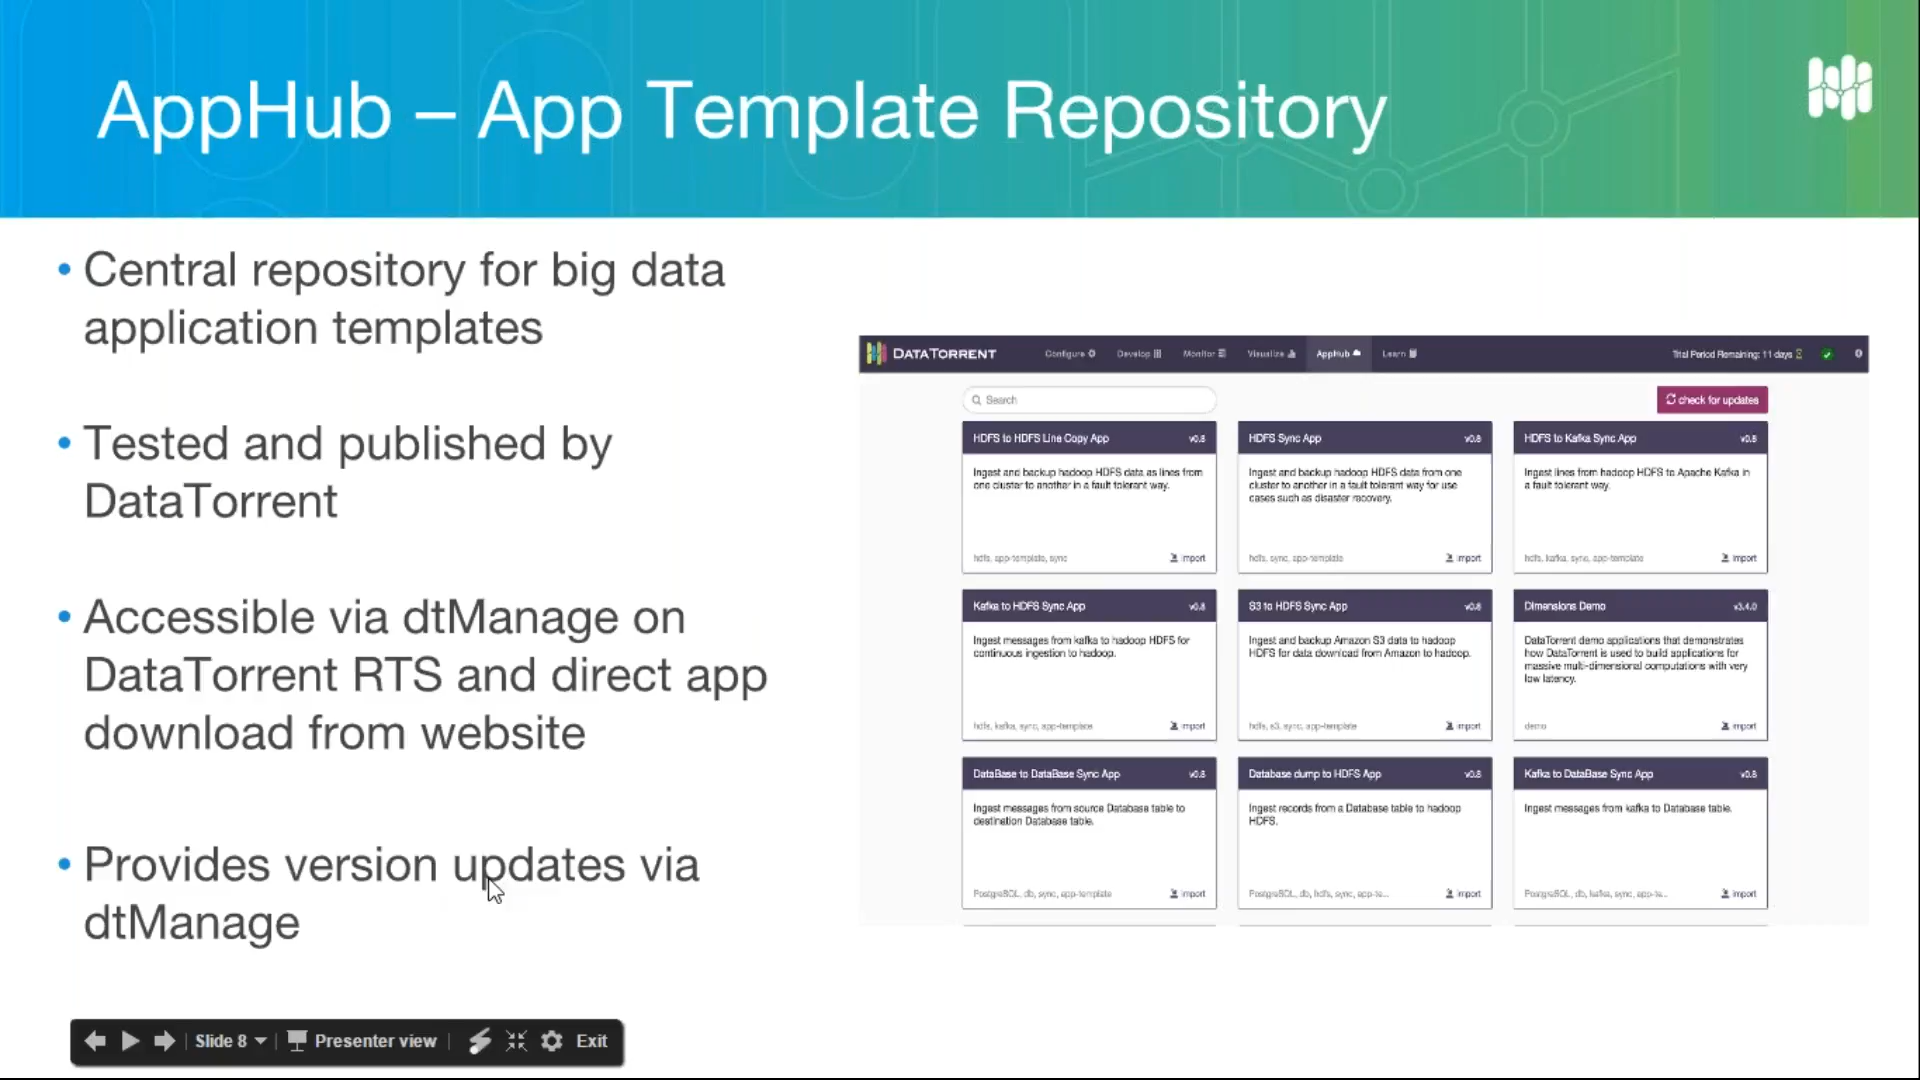 AppHub – App Template Repository
• Central repository for big data
application templates
• Tested and published by
DataTorrent
• Accessible via dtManage on
DataTorrent RTS and direct app
download from website
• Provides version updates via
dtManage
DATATORRENT Configure Develop Monitor Visualize AppHub Learn Trial Period Remaining: 11 days
Search
check for updates
HDFS to HDFS Line Copy App v0.8
Ingest and backup hadoop HDFS data as lines from
one cluster to another in a fault tolerant way.
hdfs, app-template, sync import
HDFS Sync App v0.8
Ingest and backup hadoop HDFS data from one
cluster to another in a fault tolerant way for use
cases such as disaster recovery.
hdfs, sync, app-template import
HDFS to Kafka Sync App v0.8
Ingest lines from hadoop HDFS to Apache Kafka in
a fault tolerant way.
hdfs, kafka, sync, app-template import
Kafka to HDFS Sync App v0.8
Ingest messages from kafka to hadoop HDFS for
continuous ingestion to hadoop.
hdfs, kafka, sync, app-template import
S3 to HDFS Sync App v0.8
Ingest and backup Amazon S3 data to hadoop
HDFS for data download from Amazon to hadoop.
hdfs, s3, sync, app-template import
Dimensions Demo v3.4.0
DataTorrent demo applications that demonstrates
how DataTorrent is used to build applications for
massive multi-dimensional computations with very
low latency.
demo import
DataBase to DataBase Sync App v0.8
Ingest messages from source Database table to
destination Database table.
PostgreSQL, db, sync, app-template import
Database dump to HDFS App v0.8
Ingest records from a Database table to hadoop
HDFS.
PostgreSQL, db, hdfs, sync, app-te... import
Kafka to DataBase Sync App v0.8
Ingest messages from kafka to Database table.
PostgreSQL, db, kafka, sync, app-te... import
Slide 8 Presenter view Exit